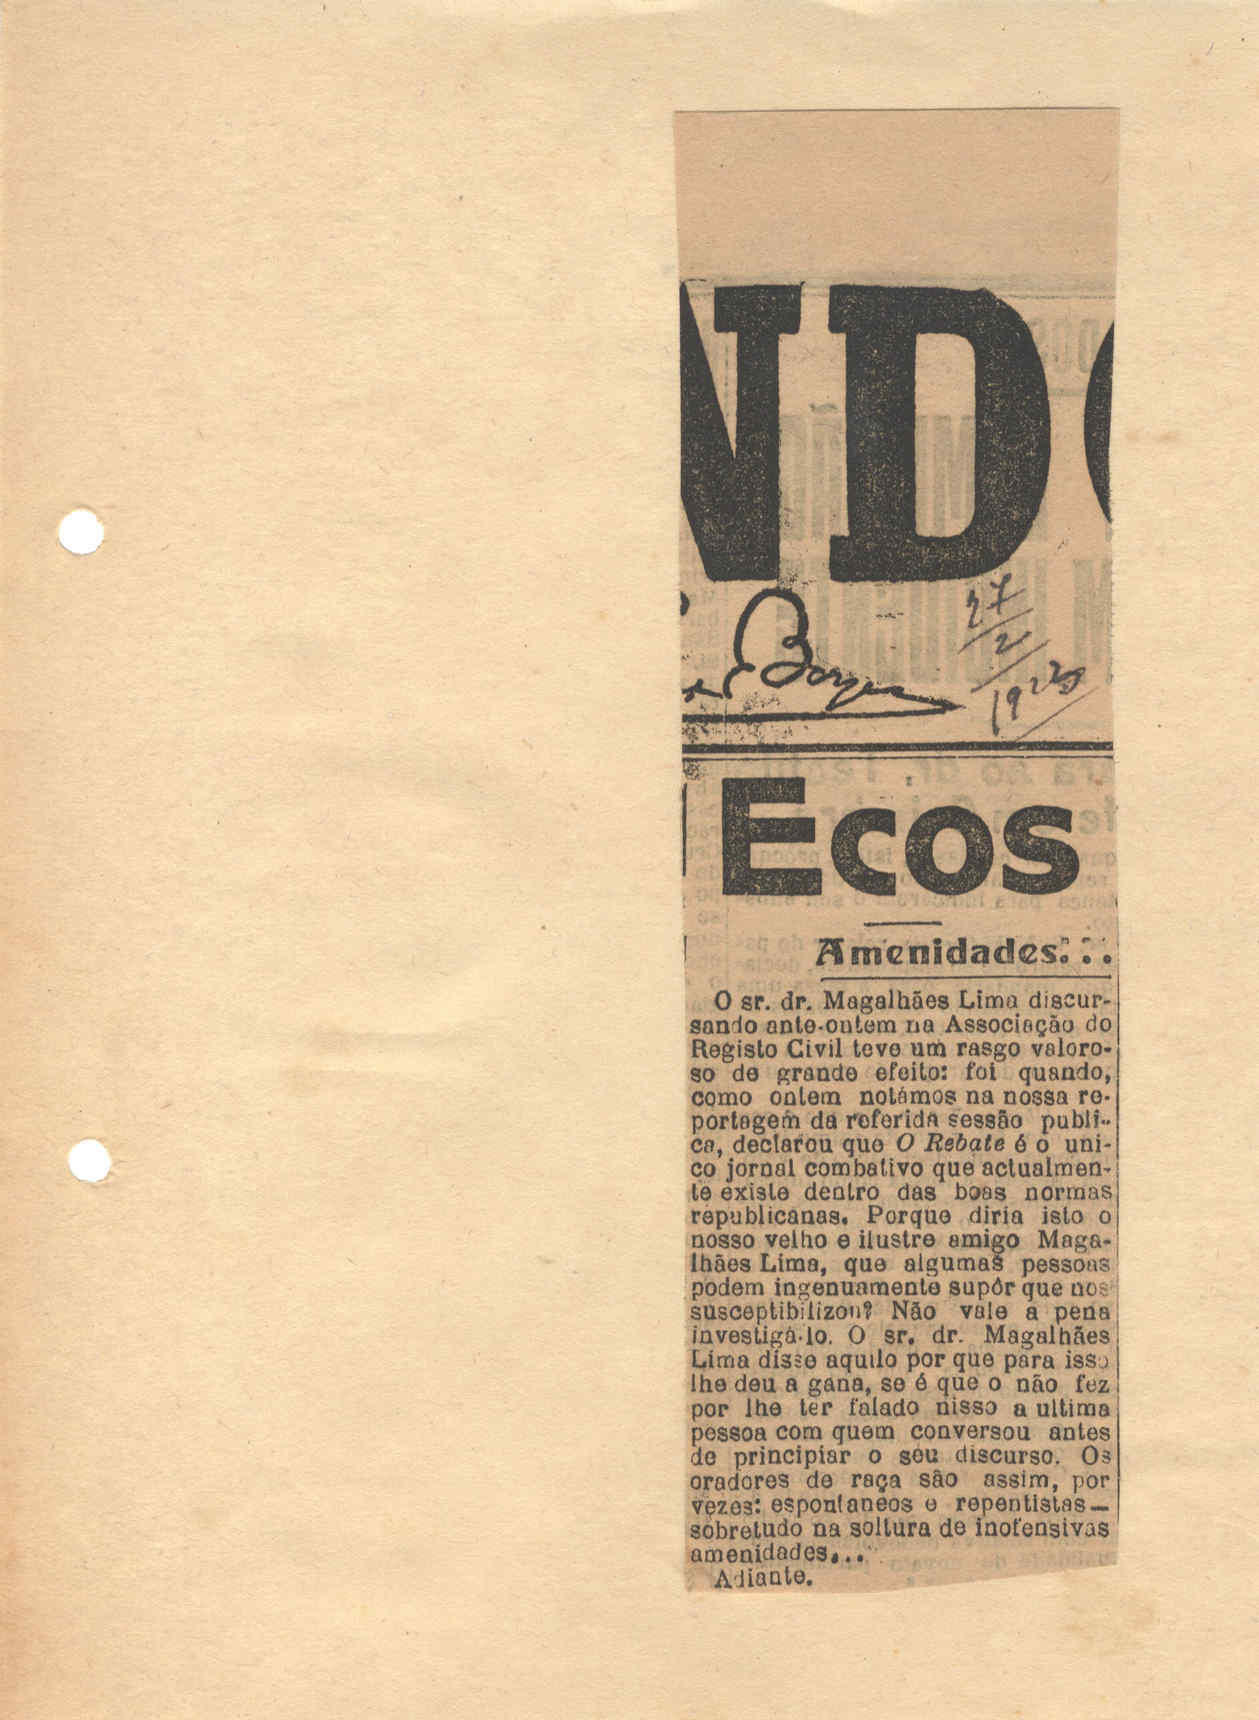 NDO
Borges
27/2/1923
Ecos
Amenidades...
O sr. dr. Magalhães Lima discur-
sando ante-ontem na Associação do
Registo Civil teve um rasgo valoro-
so de grande efeito: foi quando,
como ontem notámos na nossa re-
portagem da referida sessão publi-
ca, declarou que O Rebate é o uni-
co jornal combativo que actualmen-
te existe dentro das boas normas
republicanas. Porque diria isto o
nosso velho e ilustre amigo Maga-
lhães Lima, que algumas pessoas
podem ingenuamente supôr que nos
susceptibilizou? Não vale a pena
investigá-lo. O sr. dr. Magalhães
Lima disse aquilo por que para isso
lhe deu a gana, se é que o não fez
por lhe ter falado nisso a ultima
pessoa com quem conversou antes
de principiar o seu discurso. Os
oradores de raça são assim, por
vezes: espontaneos e repentistas—
sobretudo na soltura de inofensivas
amenidades...
Adiante.